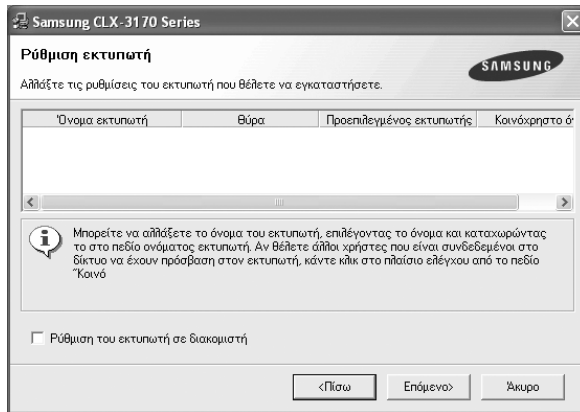 Samsung CLX-3170 Series
Ρύθμιση εκτυπωτή
SAMSUNG
Αλλάξτε τις ρυθμίσεις του εκτυπωτή που θέλετε να εγκαταστήσετε.
Όνομα εκτυπωτή Θύρα Προεπιλεγμένος εκτυπωτής Κοινόχρηστο ό
Μπορείτε να αλλάξετε το όνομα του εκτυπωτή, επιλέγοντας το όνομα και καταχωρώντας
το στο πεδίο ονόματος εκτυπωτή. Αν θέλετε άλλοι χρήστες που είναι συνδεδεμένοι στο
δίκτυο να έχουν πρόσβαση στον εκτυπωτή, κάντε κλικ στο πλαίσιο ελέγχου από το πεδίο
"Κοινό
Ρύθμιση του εκτυπωτή σε διακομιστή
<Πίσω Επόμενο> Άκυρο